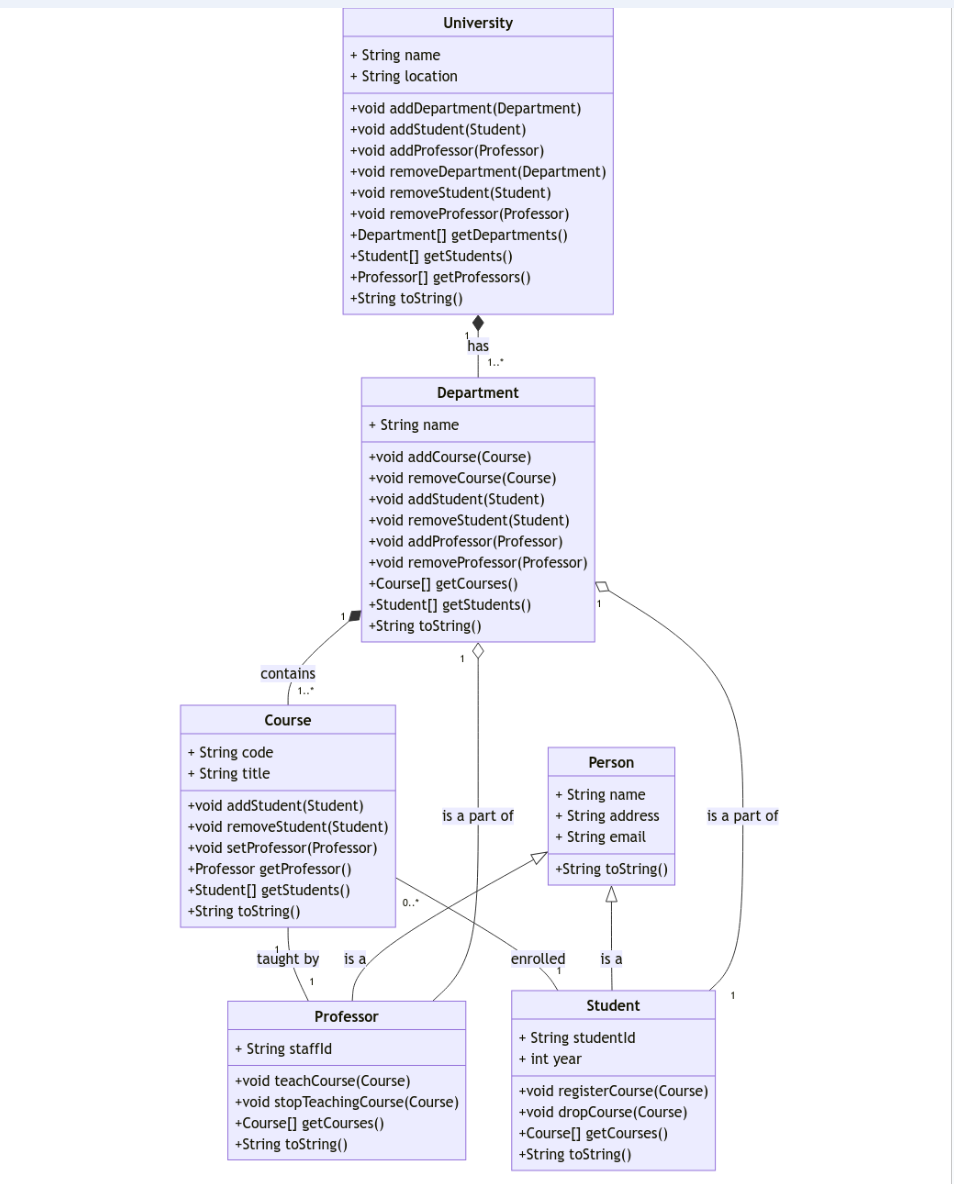 University
+ String name
+ String location
+void addDepartment(Department)
+void addStudent(Student)
+void addProfessor(Professor)
+void removeDepartment(Department)
+void removeStudent(Student)
+void removeProfessor(Professor)
+Department[] getDepartments()
+Student[] getStudents()
+Professor[] getProfessors()
+String toString()
1
has
1..*
Department
+ String name
+void addCourse(Course)
+void removeCourse(Course)
+void addStudent(Student)
+void removeStudent(Student)
+void addProfessor(Professor)
+void removeProfessor(Professor)
+Course[] getCourses()
+Student[] getStudents()
+String toString()
1
1
1
contains
1..*
Course
+ String code
+ String title
+void addStudent(Student)
+void removeStudent(Student)
+void setProfessor(Professor)
+Professor getProfessor()
+Student[] getStudents()
+String toString()
is a part of
Person
+ String name
+ String address
+ String email
+String toString()
is a part of
0..*
1
taught by
1
is a
enrolled
1
is a
1
Professor
+ String staffId
+void teachCourse(Course)
+void stopTeachingCourse(Course)
+Course[] getCourses()
+String toString()
Student
+ String studentId
+ int year
+void registerCourse(Course)
+void dropCourse(Course)
+Course[] getCourses()
+String toString()